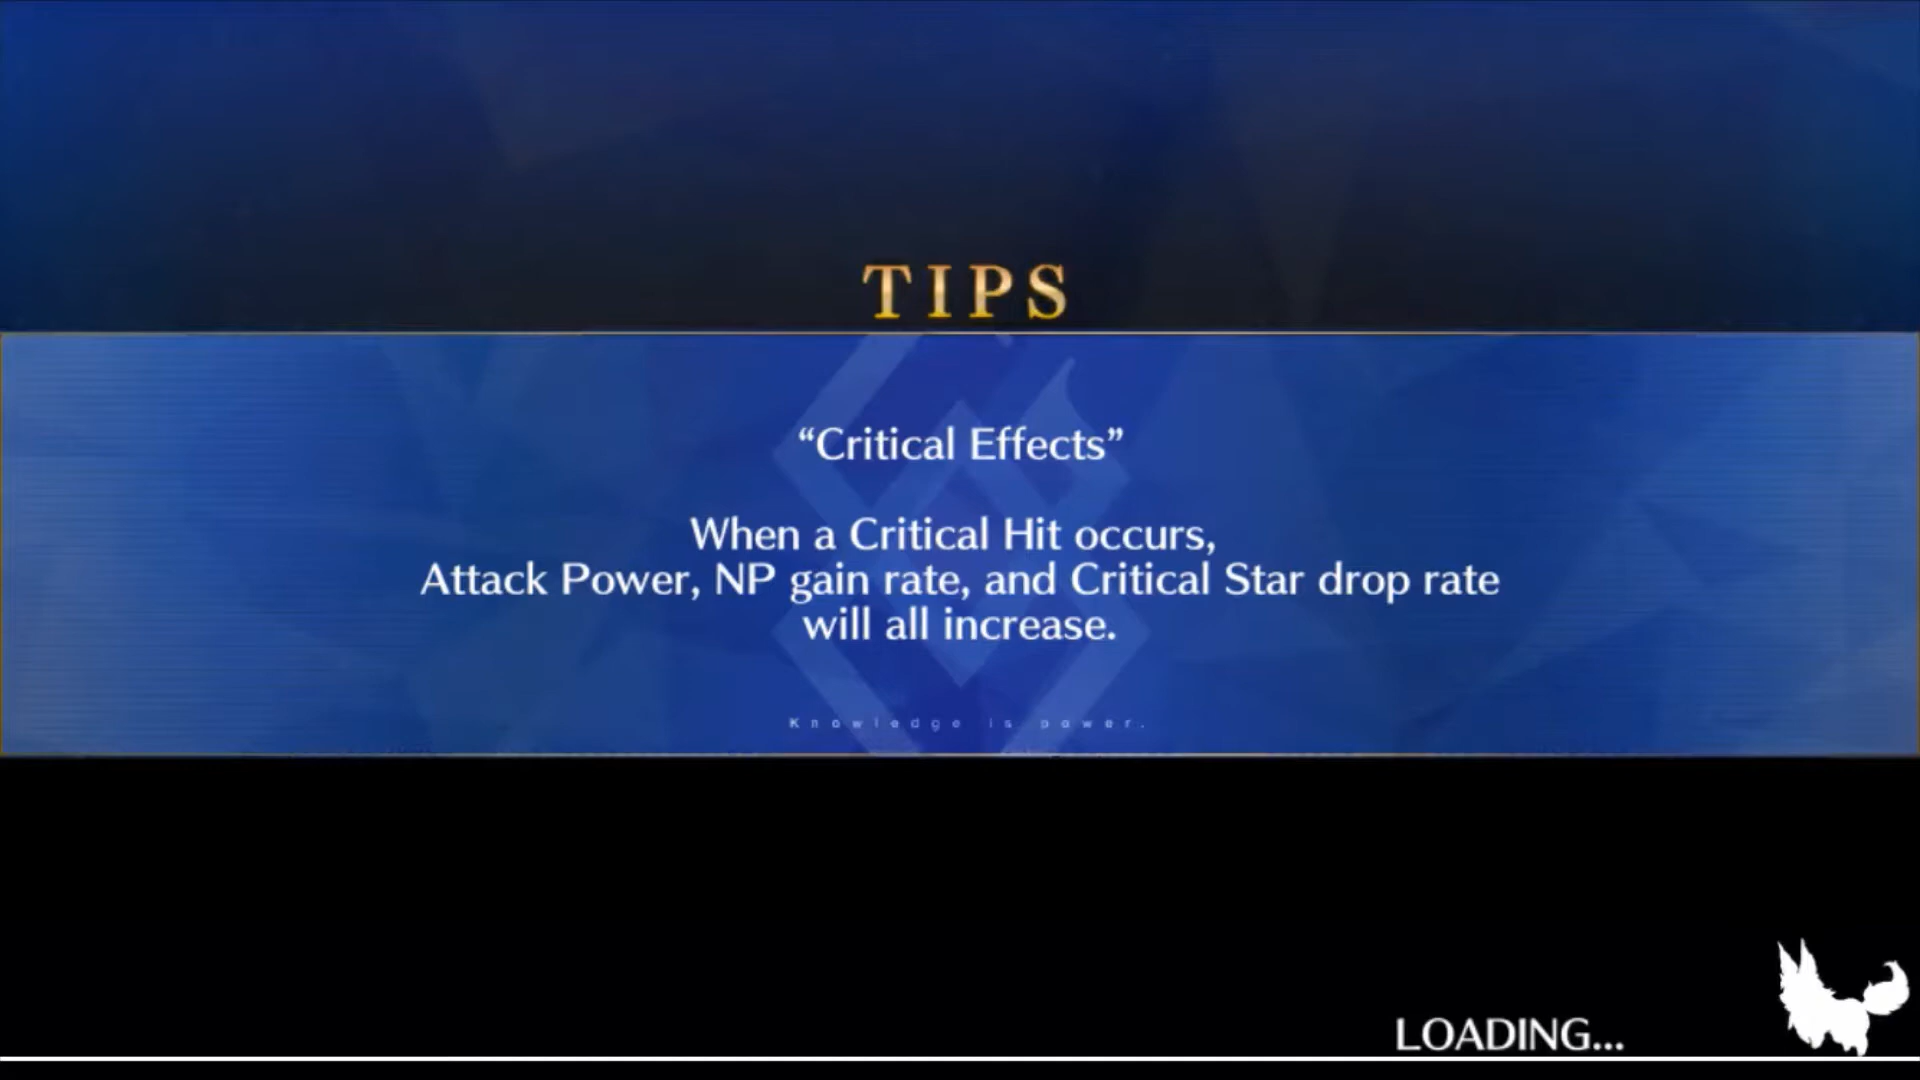 TIPS
“Critical Effects”
When a Critical Hit occurs,
Attack Power, NP gain rate, and Critical Star drop rate
will all increase.
Knowledge is power.
LOADING...